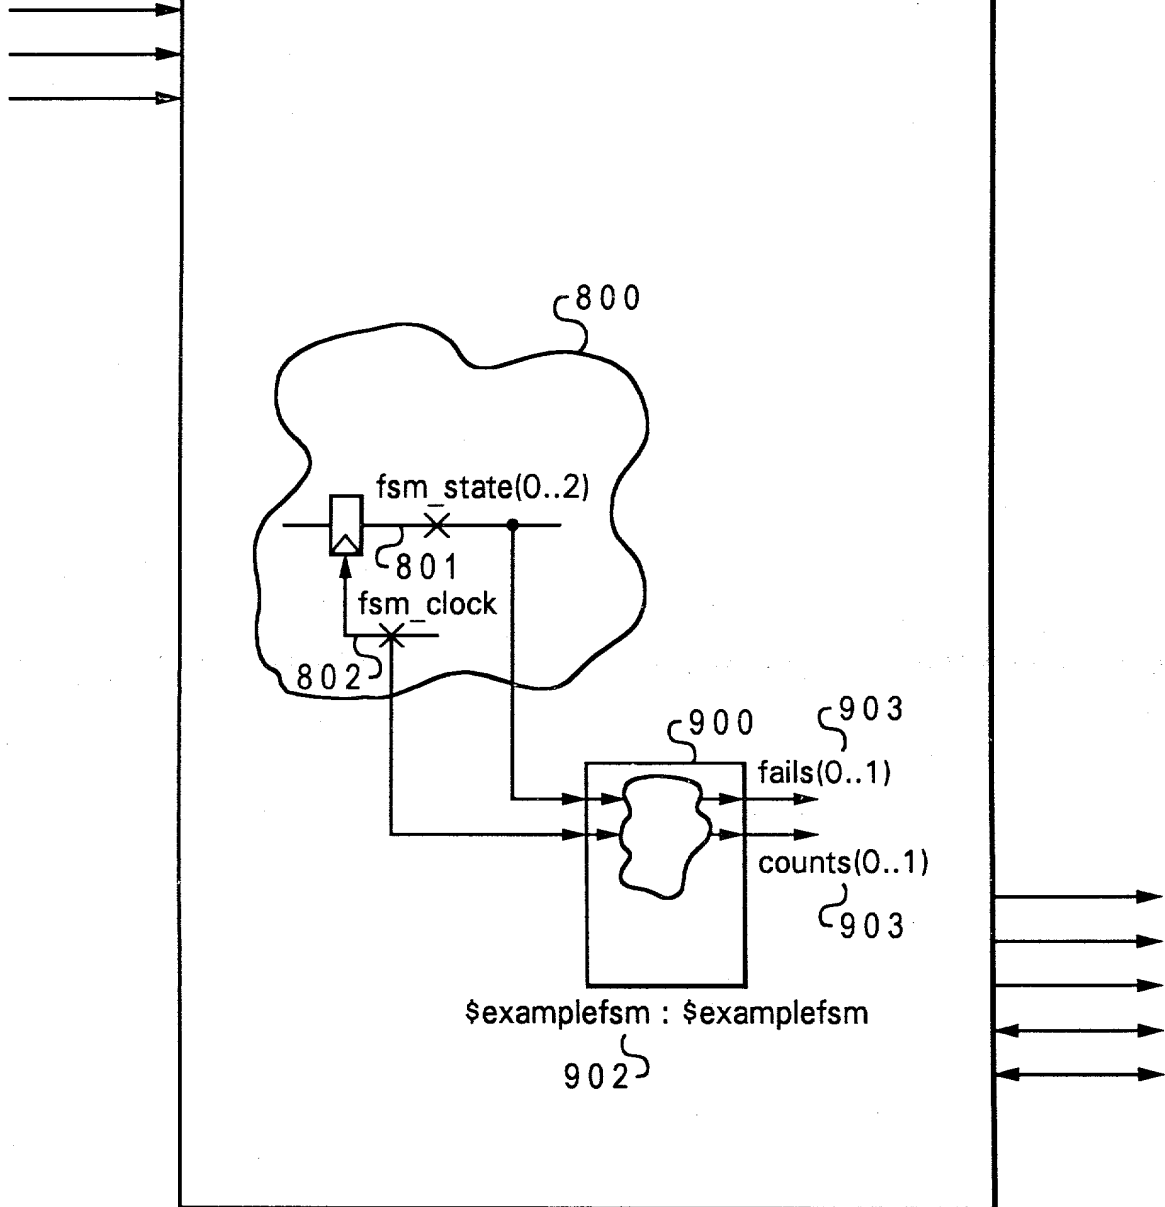 800
fsm_state(0..2)
801
fsm_clock
802
903
900
fails(0..1)
counts(0..1)
903
$examplefsm : $examplefsm
902